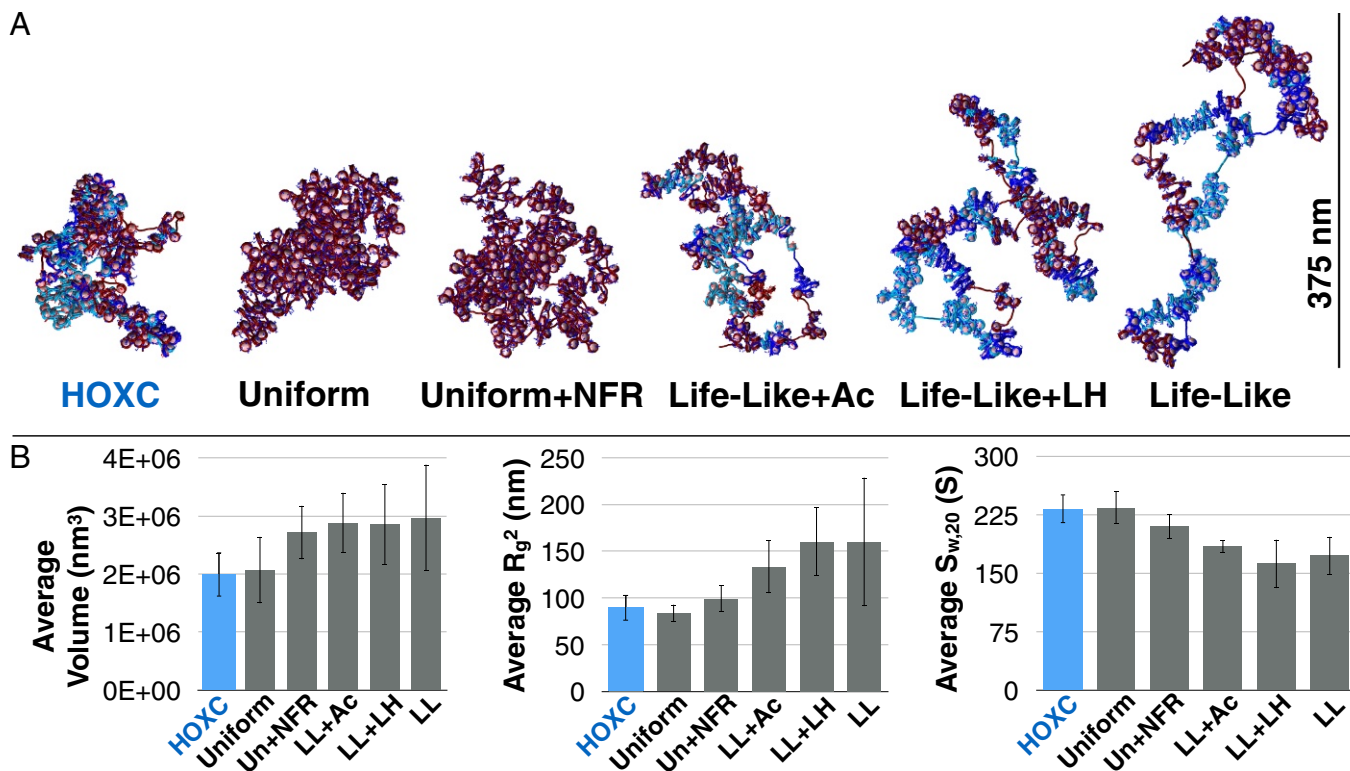 A
375 nm
HOXC
Uniform
Uniform+NFR
Life-Like+Ac
Life-Like+LH
Life-Like
B
Average
Volume (nm³)
4E+06
3E+06
2E+06
1E+06
0E+00
HOXC
Uniform
Un+NFR
LL+Ac
LL+LH
LL
Average Rg² (nm)
250
200
150
100
50
0
HOXC
Uniform
Un+NFR
LL+Ac
LL+LH
LL
Average Sw,20 (S)
300
225
150
75
0
HOXC
Uniform
Un+NFR
LL+Ac
LL+LH
LL